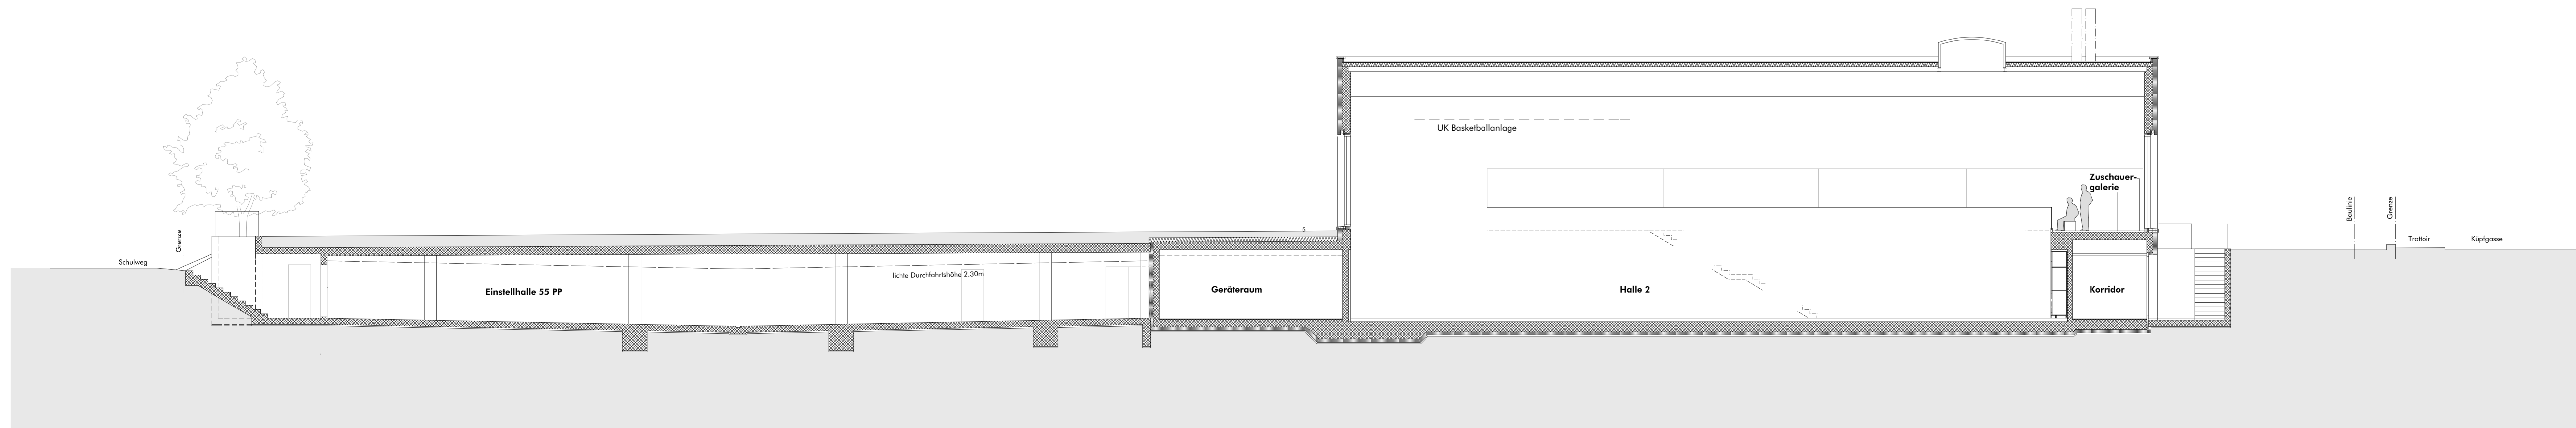 UK Basketballanlage
Zuschauer-
galerie
Grenze
Baulinie
Grenze
Schulweg
S
Trottoir
Küpfgasse
lichte Durchfahrtshöhe 2.30m
Einstellhalle 55 PP
Geräteraum
Halle 2
Korridor